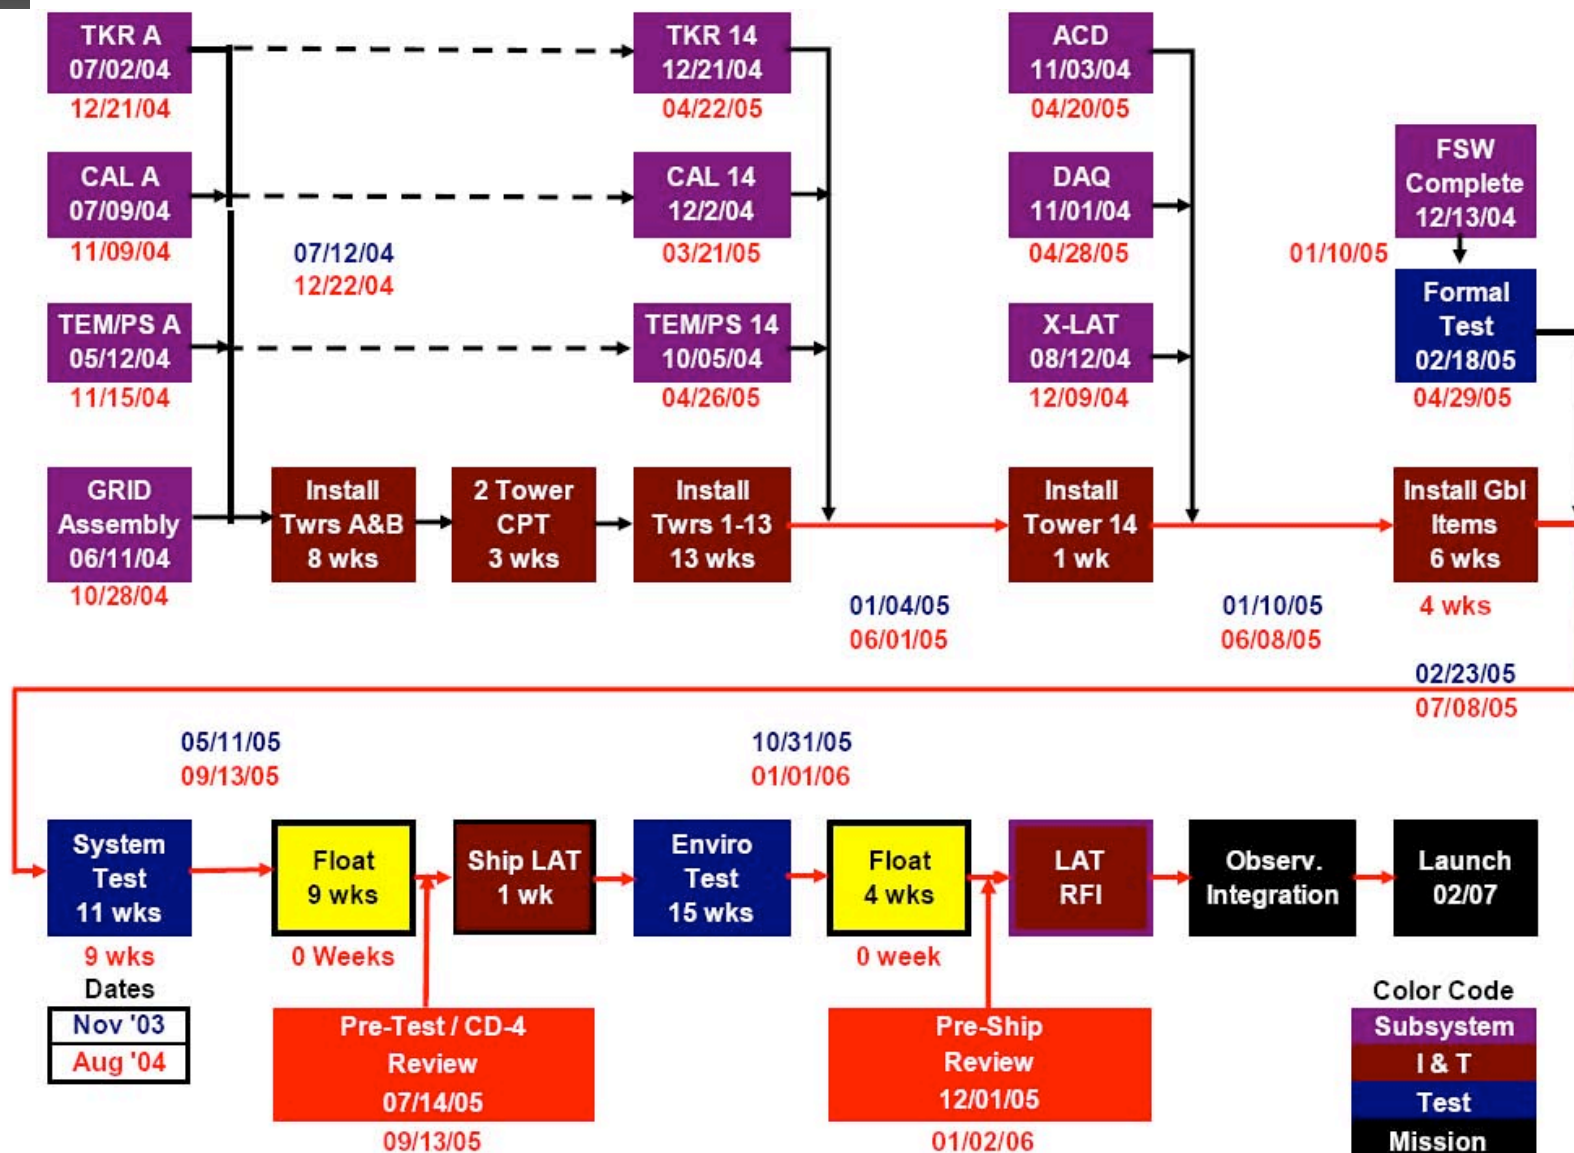 TKR A
07/02/04
12/21/04
TKR 14
12/21/04
04/22/05
ACD
11/03/04
04/20/05
CAL A
07/09/04
11/09/04
CAL 14
12/2/04
03/21/05
DAQ
11/01/04
04/28/05
FSW
Complete
12/13/04
07/12/04
12/22/04
01/10/05
TEM/PS A
05/12/04
11/15/04
TEM/PS 14
10/05/04
04/26/05
X-LAT
08/12/04
12/09/04
Formal
Test
02/18/05
04/29/05
GRID
Assembly
06/11/04
10/28/04
Install
Twrs A&B
8 wks
2 Tower
CPT
3 wks
Install
Twrs 1-13
13 wks
Install
Tower 14
1 wk
Install Gbl
Items
6 wks
4 wks
01/04/05
06/01/05
01/10/05
06/08/05
02/23/05
07/08/05
05/11/05
09/13/05
10/31/05
01/01/06
System
Test
11 wks
9 wks
Float
9 wks
0 Weeks
Ship LAT
1 wk
Enviro
Test
15 wks
Float
4 wks
0 week
LAT
RFI
Observ.
Integration
Launch
02/07
Dates
Nov '03
Aug '04
Pre-Test / CD-4
Review
07/14/05
09/13/05
Pre-Ship
Review
12/01/05
01/02/06
Color Code
Subsystem
I & T
Test
Mission